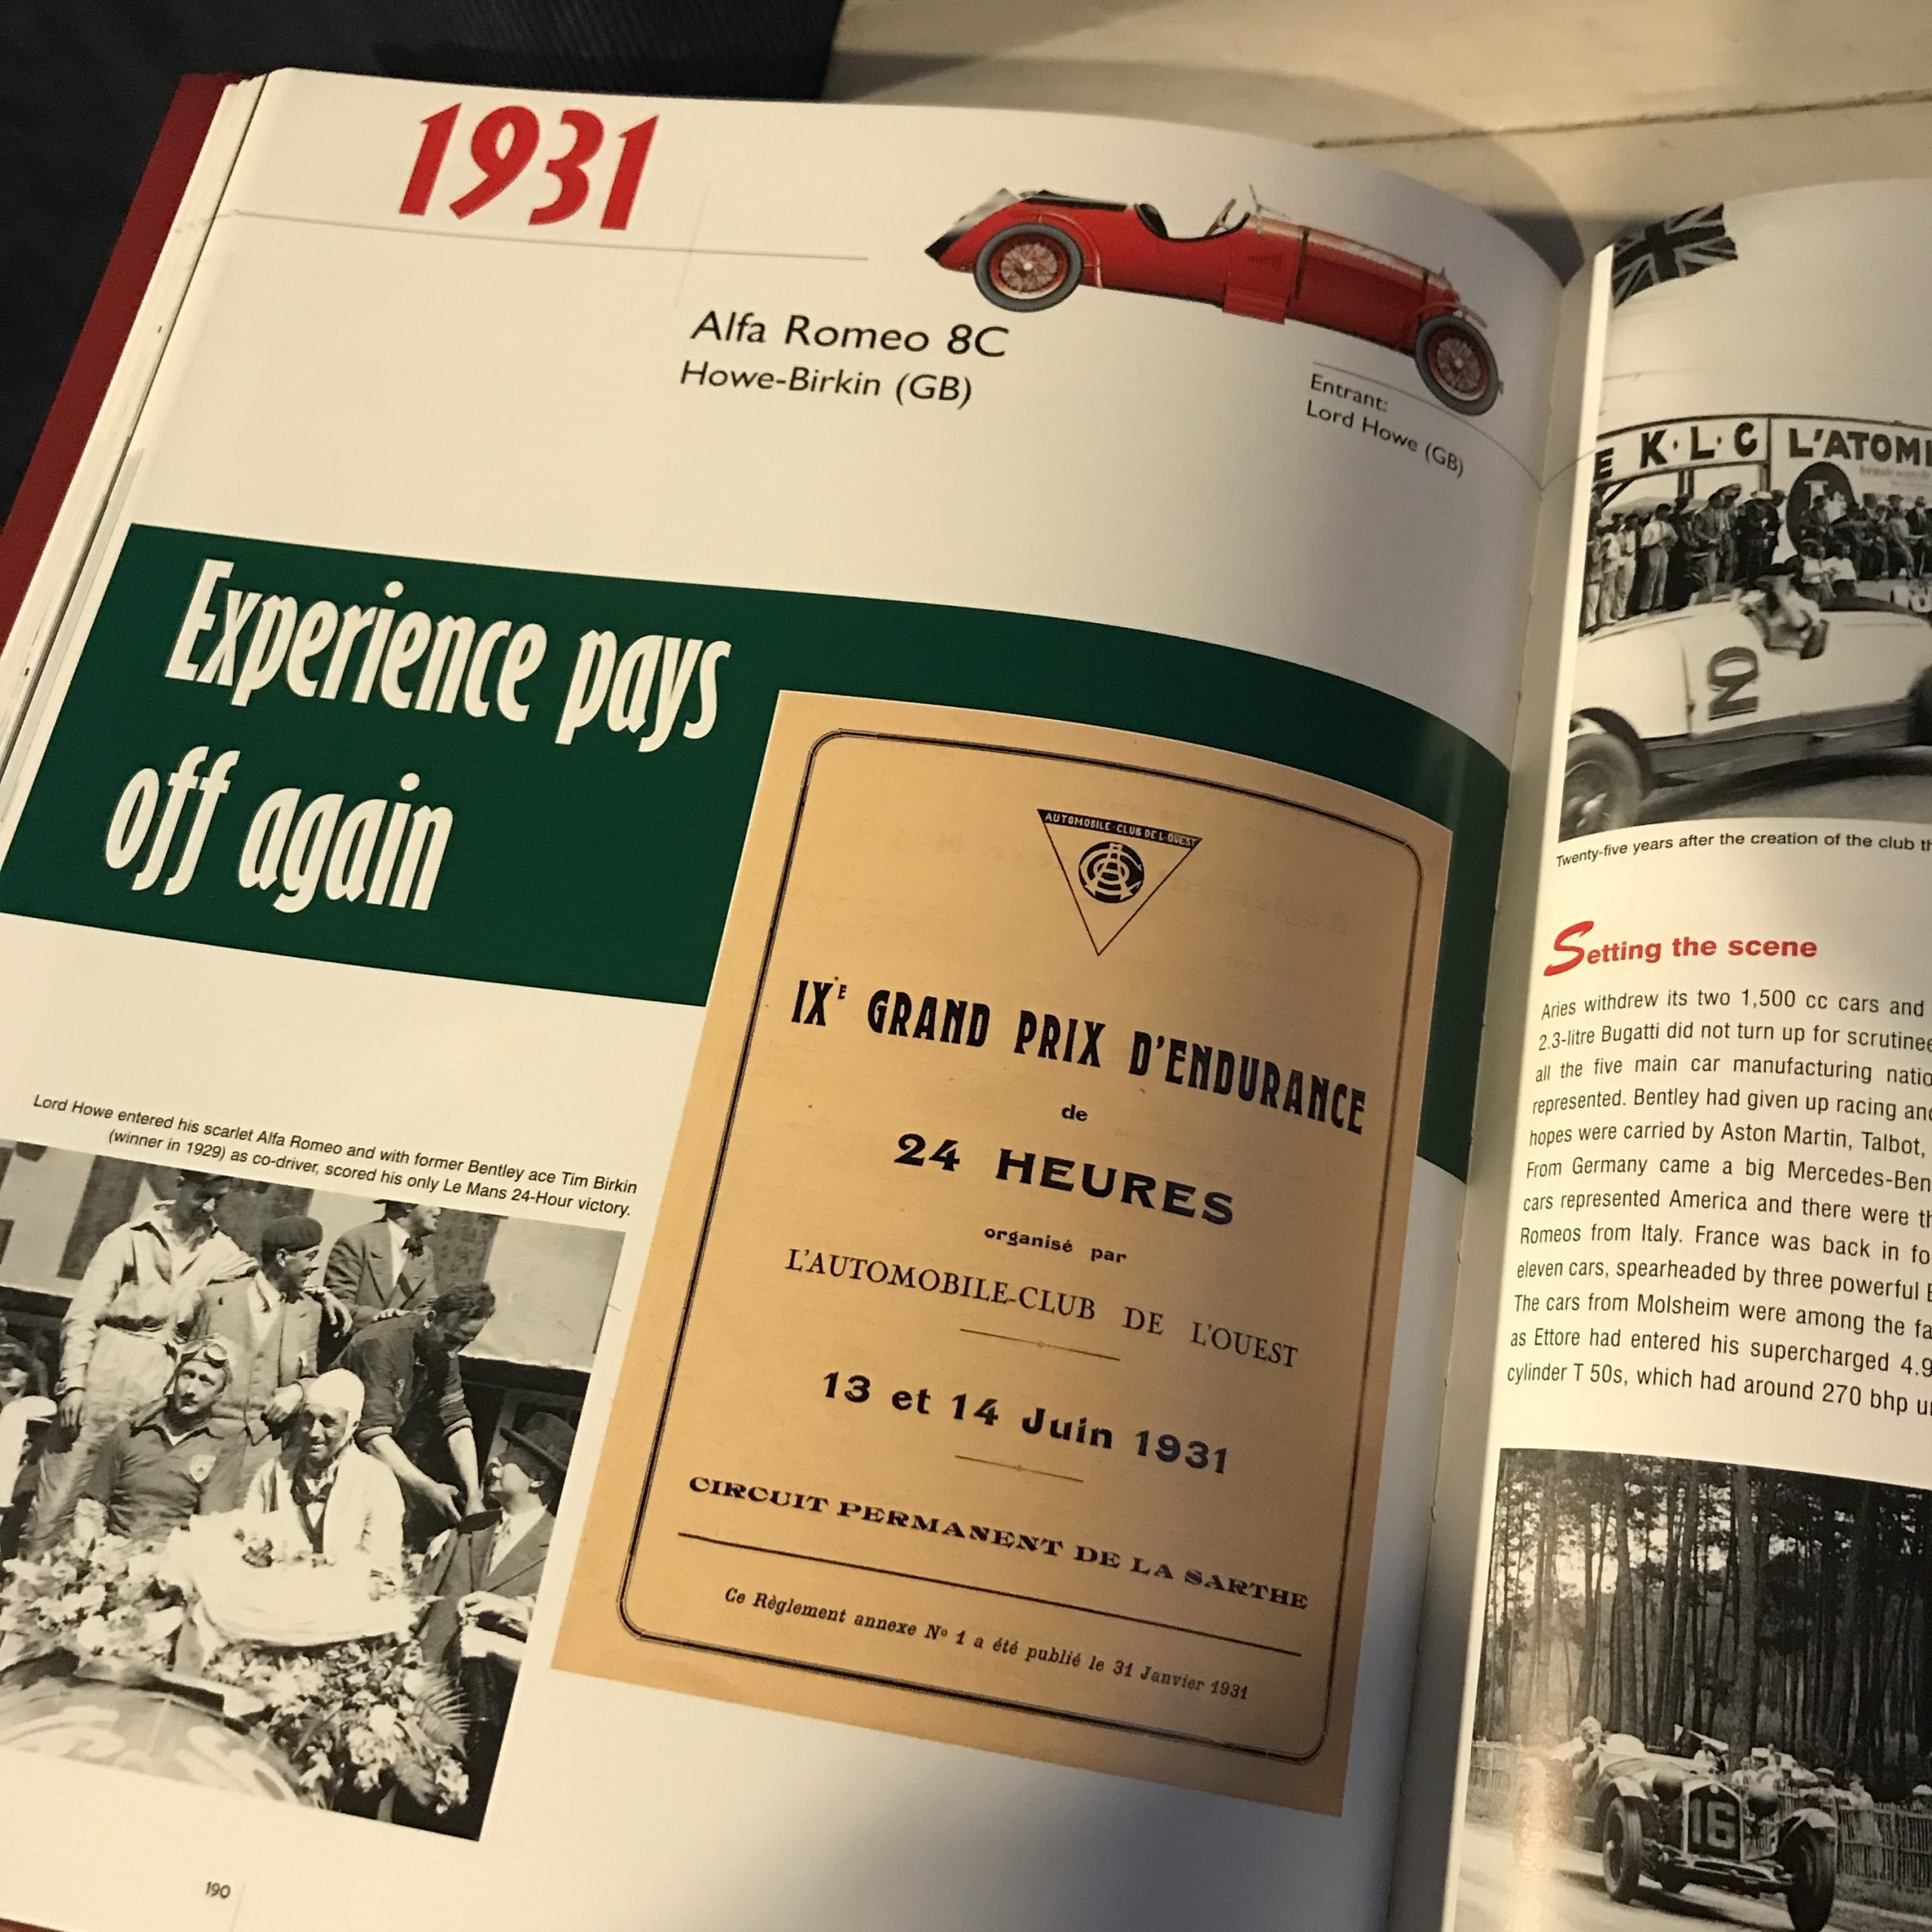 1931
Alfa Romeo 8C
Howe-Birkin (GB)
Entrant:
Lord Howe (GB)
Experience pays
off again
AUTOMOBILE-CLUB DE L'OUEST
IXE GRAND PRIX D'ENDURANCE
de
24 HEURES
organisé par
L'AUTOMOBILE-CLUB DE L'OUEST
13 et 14 Juin 1931
CIRCUIT PERMANENT DE LA SARTHE
Ce Règlement annexe No 1 a été publié le 31 Janvier 1931
Lord Howe entered his scarlet Alfa Romeo and with former Bentley ace Tim Birkin
(winner in 1929) as co-driver, scored his only Le Mans 24-Hour victory.
190
E K·L·G L'ATOMI
Twenty-five years after the creation of the club th
Setting the scene
Aries withdrew its two 1,500 cc cars and
2.3-litre Bugatti did not turn up for scrutinee
all the five main car manufacturing natio
represented. Bentley had given up racing and
hopes were carried by Aston Martin, Talbot,
From Germany came a big Mercedes-Ben
cars represented America and there were th
Romeos from Italy. France was back in fo
eleven cars, spearheaded by three powerful B
The cars from Molsheim were among the fa
as Ettore had entered his supercharged 4.9
cylinder T 50s, which had around 270 bhp un
16